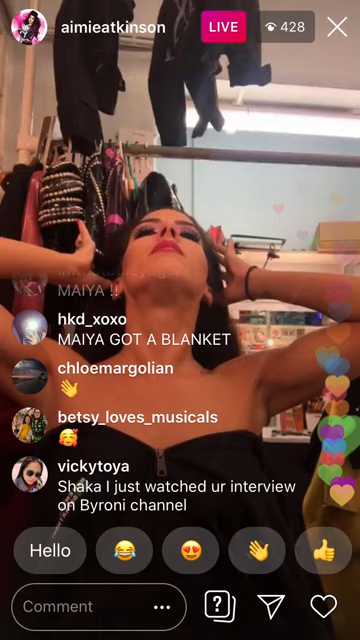 aimieatkinson
LIVE
428
MAIYA !!
hkd_xoxo
MAIYA GOT A BLANKET
chloemargolian
👋
betsy_loves_musicals
🥰
vickytoya
Shaka I just watched ur interview
on Byroni channel
Hello
😂
😍
👋
👍
Comment